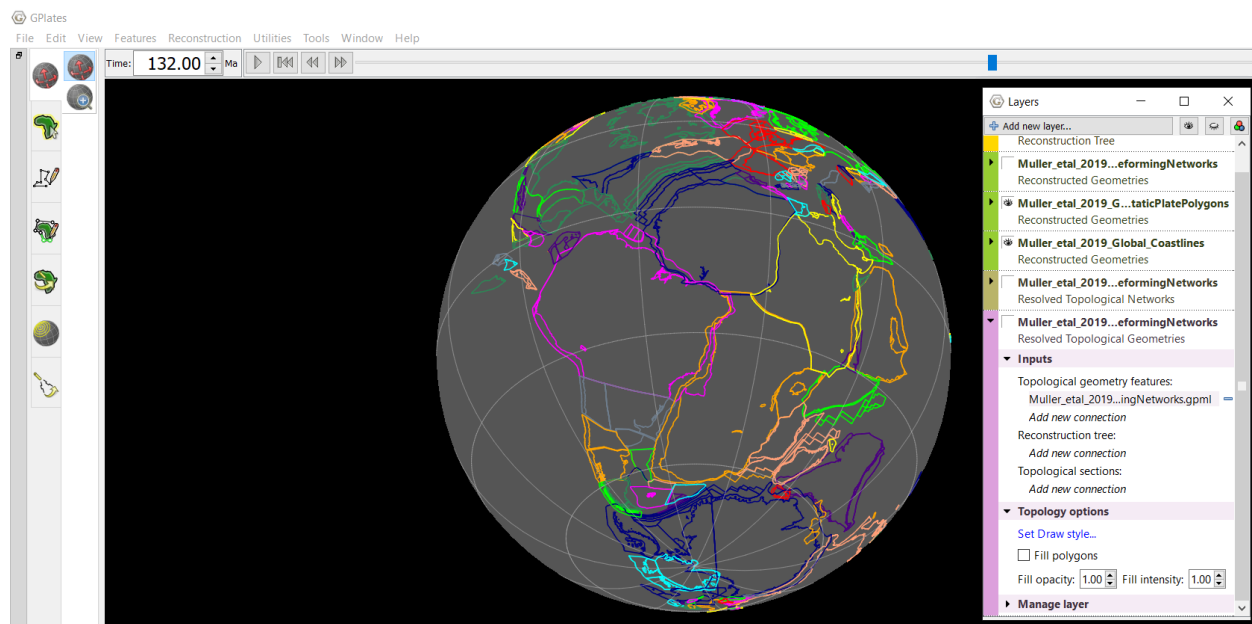 GPlates
File Edit View Features Reconstruction Utilities Tools Window Help
Time: 132.00 Ma
Layers
Add new layer...
Reconstruction Tree
Muller_etal_2019...eformingNetworks
Reconstructed Geometries
Muller_etal_2019_G...taticPlatePolygons
Reconstructed Geometries
Muller_etal_2019_Global_Coastlines
Reconstructed Geometries
Muller_etal_2019...eformingNetworks
Resolved Topological Networks
Muller_etal_2019...eformingNetworks
Resolved Topological Geometries
Inputs
Topological geometry features:
Muller_etal_2019...ingNetworks.gpml
Add new connection
Reconstruction tree:
Add new connection
Topological sections:
Add new connection
Topology options
Set Draw style...
Fill polygons
Fill opacity: 1.00 Fill intensity: 1.00
Manage layer